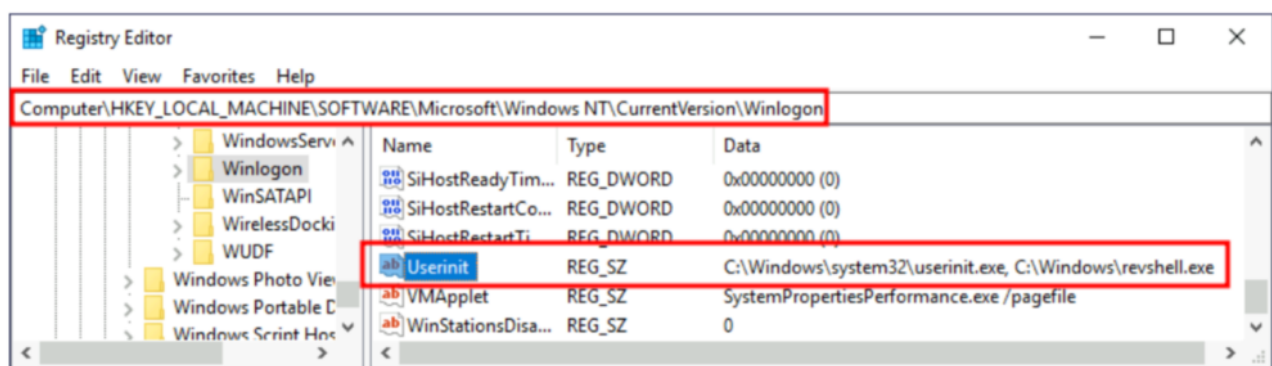 Registry Editor
File Edit View Favorites Help
Computer\HKEY_LOCAL_MACHINE\SOFTWARE\Microsoft\Windows NT\CurrentVersion\Winlogon
WindowsServ
Winlogon
WinSATAPI
WirelessDocki
WUDF
Windows Photo Vie
Windows Portable D
Windows Script Hos
Name Type Data
SiHostReadyTim... REG_DWORD 0x00000000 (0)
SiHostRestartCo... REG_DWORD 0x00000000 (0)
SiHostRestartTi... REG_DWORD 0x00000000 (0)
Userinit REG_SZ C:\Windows\system32\userinit.exe, C:\Windows\revshell.exe
VMApplet REG_SZ SystemPropertiesPerformance.exe /pagefile
WinStationsDisa... REG_SZ 0